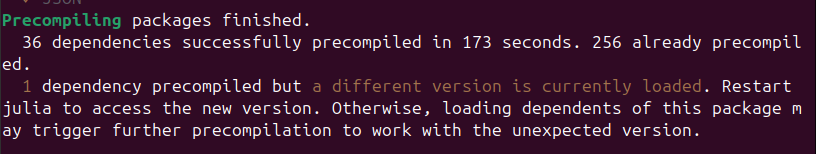 ✓ JSON
Precompiling packages finished.
  36 dependencies successfully precompiled in 173 seconds. 256 already precompil
ed.
  1 dependency precompiled but a different version is currently loaded. Restart
julia to access the new version. Otherwise, loading dependents of this package m
ay trigger further precompilation to work with the unexpected version.